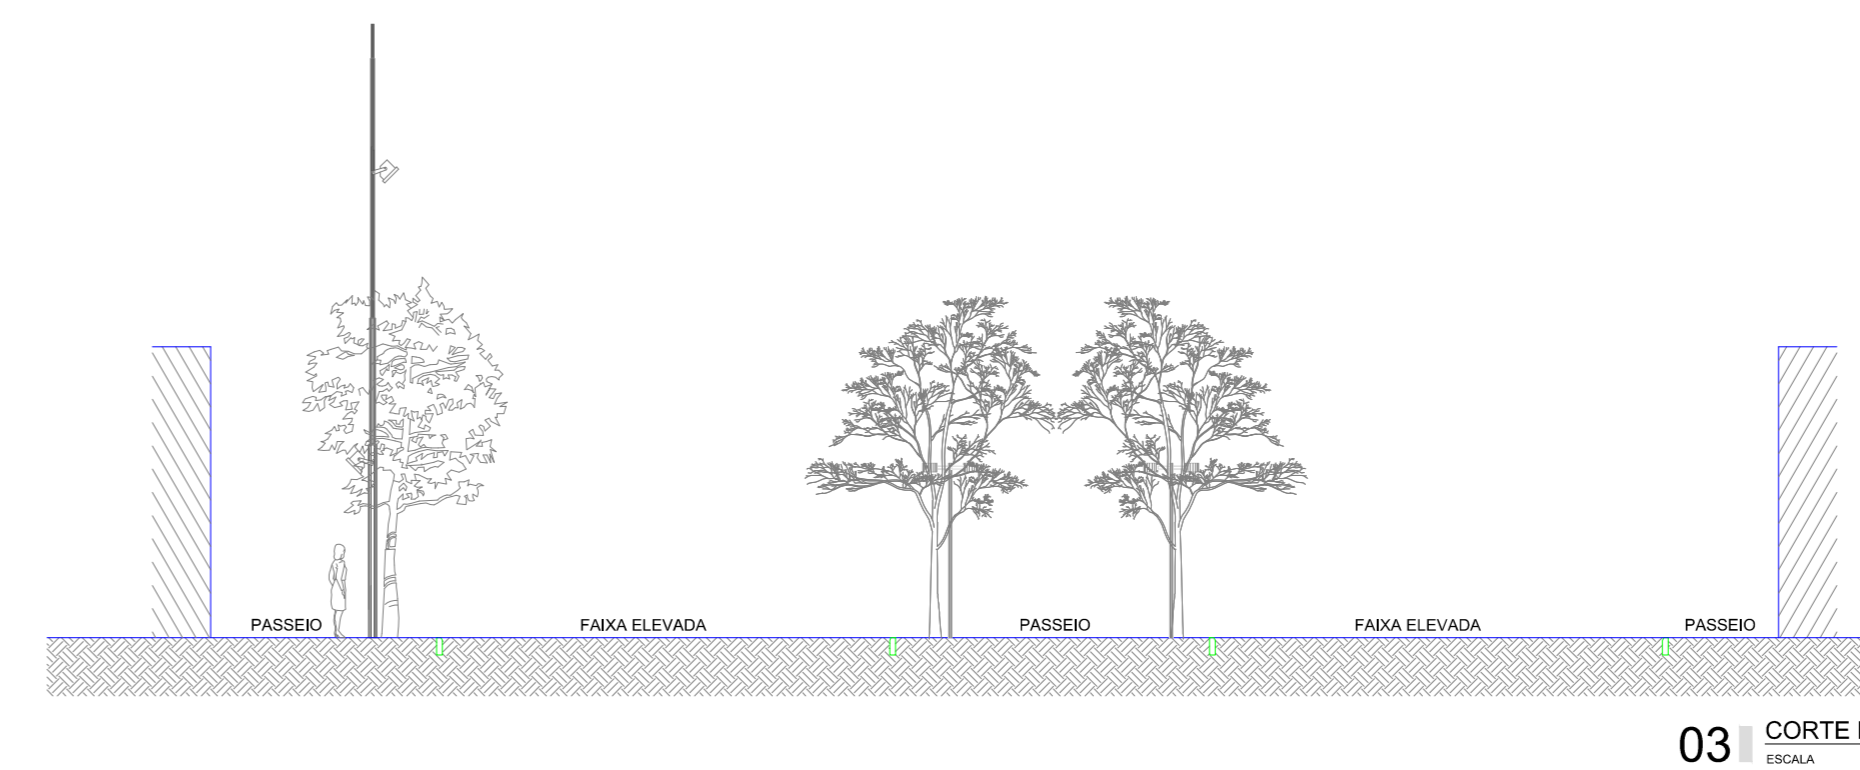 PASSEIO
FAIXA ELEVADA
PASSEIO
FAIXA ELEVADA
PASSEIO
03
CORTE
ESCALA